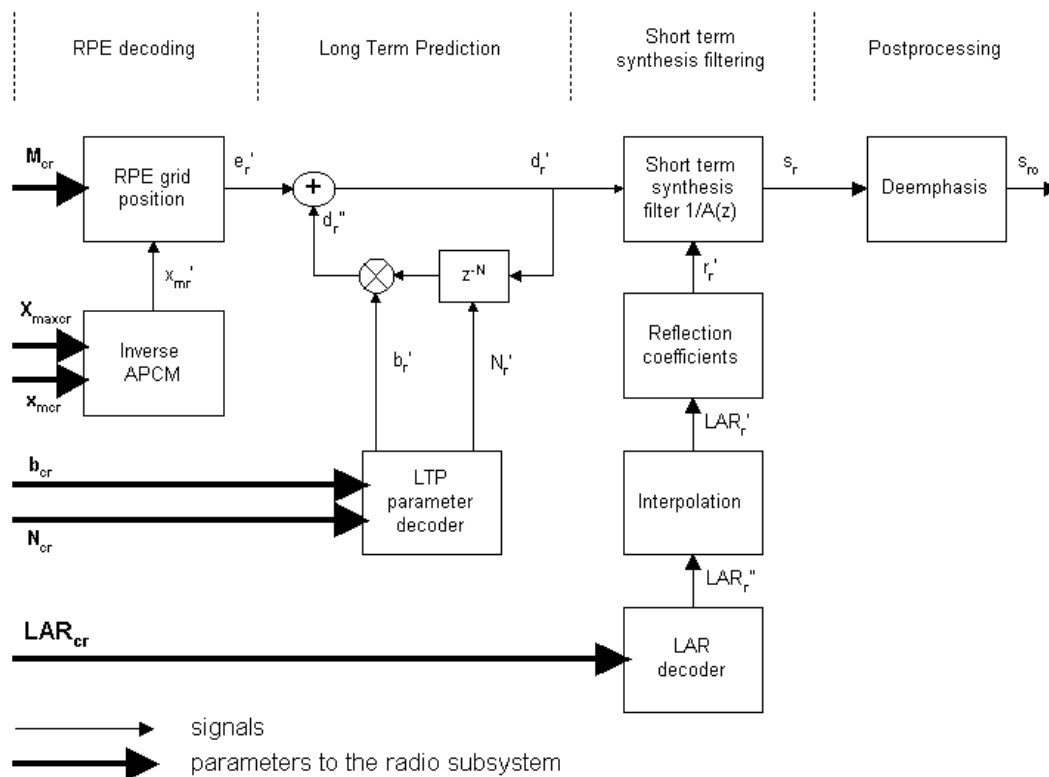 RPE decoding
Long Term Prediction
Short term
synthesis filtering
Postprocessing
M_cr
RPE grid
position
e_r'
+
d_r'
Short term
synthesis
filter 1/A(z)
s_r
Deemphasis
s_ro
d_r"
x_mr'
z^-N
r_r'
X_maxcr
Inverse
APCM
x_mcr
b_r'
N_r'
Reflection
coefficients
LAR_r'
b_cr
LTP
parameter
decoder
N_cr
Interpolation
LAR_r"
LAR_cr
LAR
decoder
signals
parameters to the radio subsystem